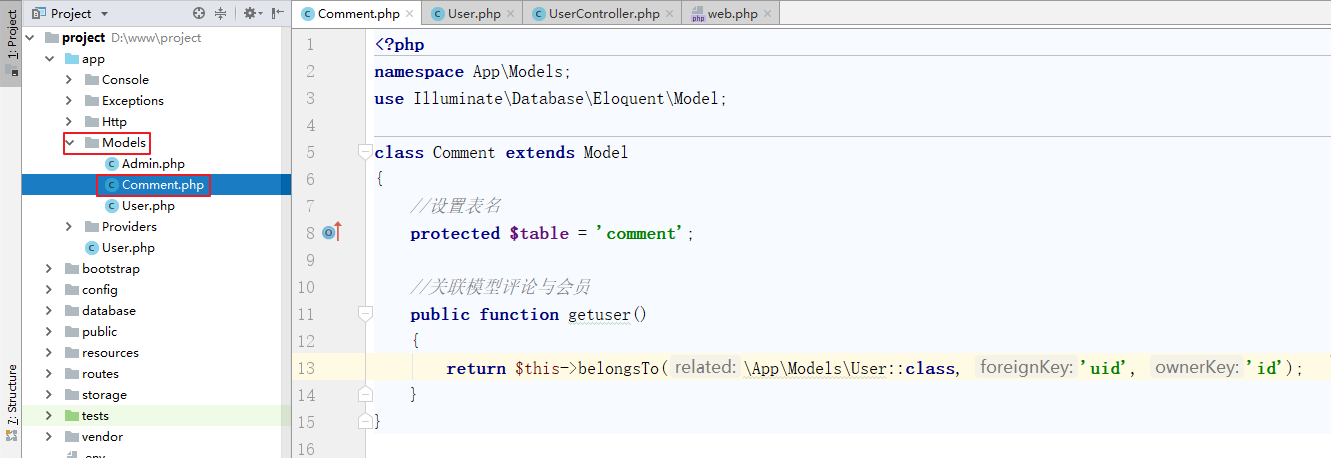 Project
Comment.php
User.php
UserController.php
web.php
1: Project
7: Structure
project D:\www\project
app
Console
Exceptions
Http
Models
Admin.php
Comment.php
User.php
Providers
User.php
bootstrap
config
database
public
resources
routes
storage
tests
vendor
.env
1 <?php
2 namespace App\Models;
3 use Illuminate\Database\Eloquent\Model;
4
5 class Comment extends Model
6 {
7 //设置表名
8 protected $table = 'comment';
9
10 //关联模型评论与会员
11 public function getuser()
12 {
13 return $this->belongsTo( related: \App\Models\User::class, foreignKey: 'uid', ownerKey: 'id');
14 }
15 }
16